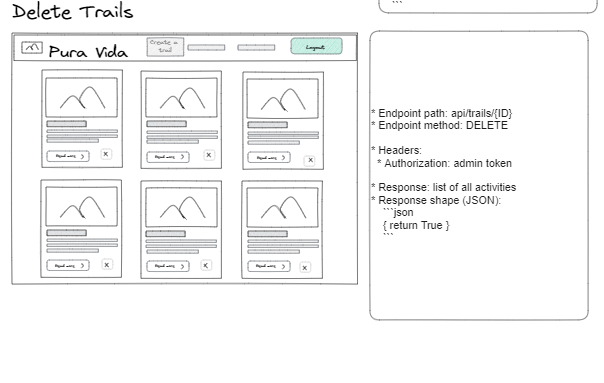 Delete Trails
```
Pura Vida
Create a
trail
Logout
Read more >
X
Read more >
X
Read more >
X
Read more >
X
Read more >
X
Read more >
X
* Endpoint path: api/trails/{ID}
* Endpoint method: DELETE
* Headers:
* Authorization: admin token
* Response: list of all activities
* Response shape (JSON):
```json
{ return True }
```